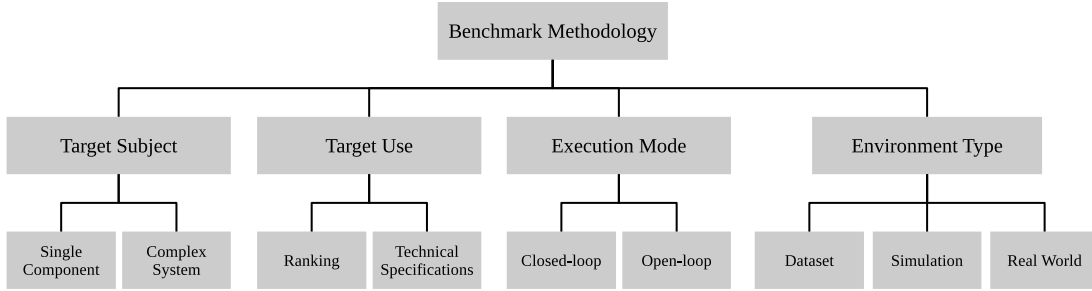 Benchmark Methodology
Target Subject
Target Use
Execution Mode
Environment Type
Single
Component
Complex
System
Ranking
Technical
Specifications
Closed-loop
Open-loop
Dataset
Simulation
Real World